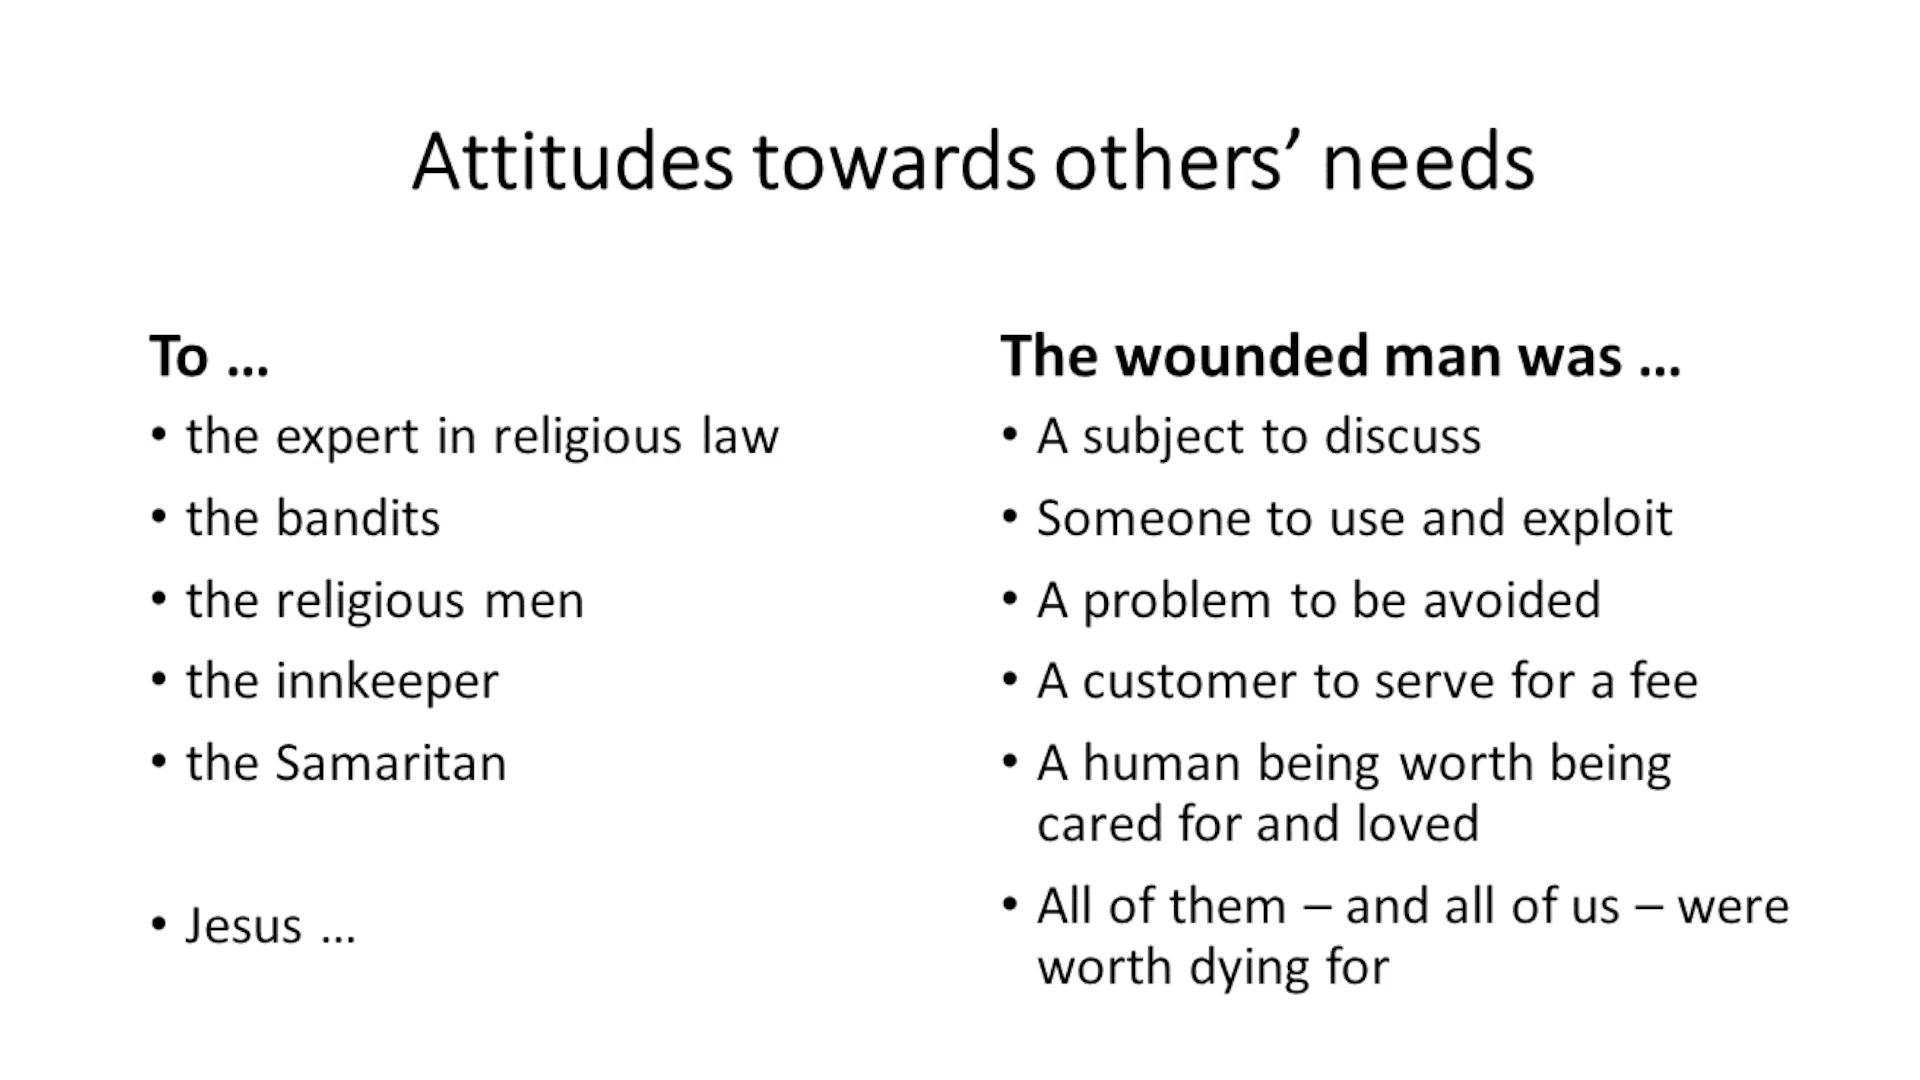 Attitudes towards others’ needs
To …
• the expert in religious law
• the bandits
• the religious men
• the innkeeper
• the Samaritan
• Jesus …
The wounded man was …
• A subject to discuss
• Someone to use and exploit
• A problem to be avoided
• A customer to serve for a fee
• A human being worth being
cared for and loved
• All of them – and all of us – were
worth dying for